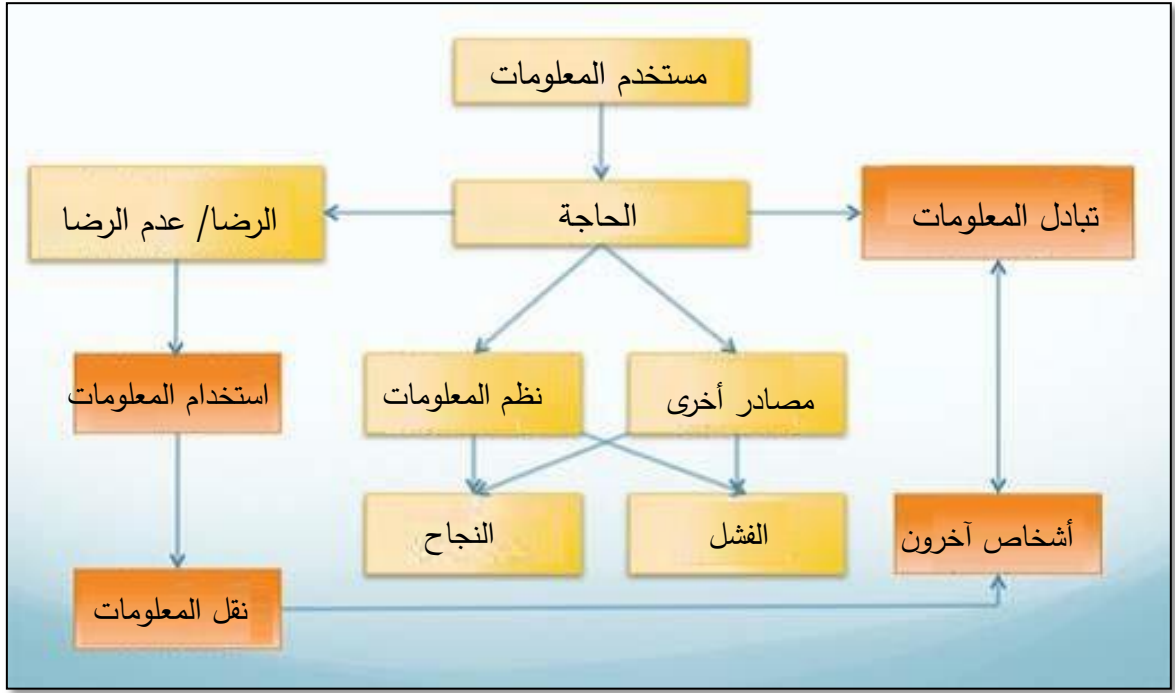 مستخدم المعلومات
تبادل المعلومات
الحاجة
الرضا/ عدم الرضا
مصادر أخرى
نظم المعلومات
استخدام المعلومات
أشخاص آخرون
الفشل
النجاح
نقل المعلومات